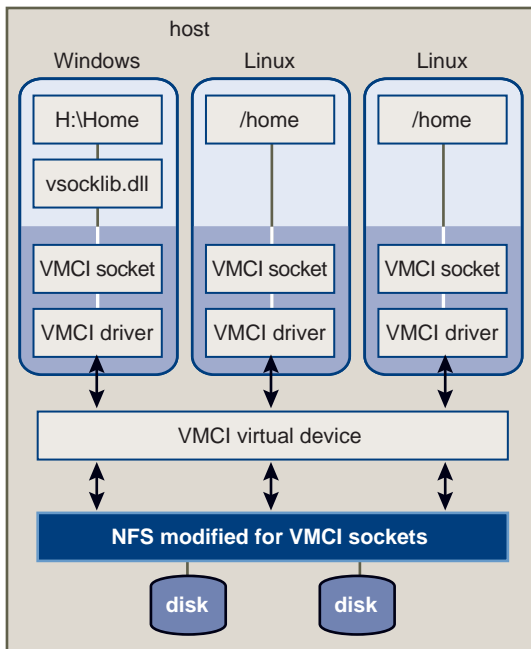 host
Windows
Linux
Linux
H:\Home
/home
/home
vsocklib.dll
VMCI socket
VMCI socket
VMCI socket
VMCI driver
VMCI driver
VMCI driver
VMCI virtual device
NFS modified for VMCI sockets
disk
disk